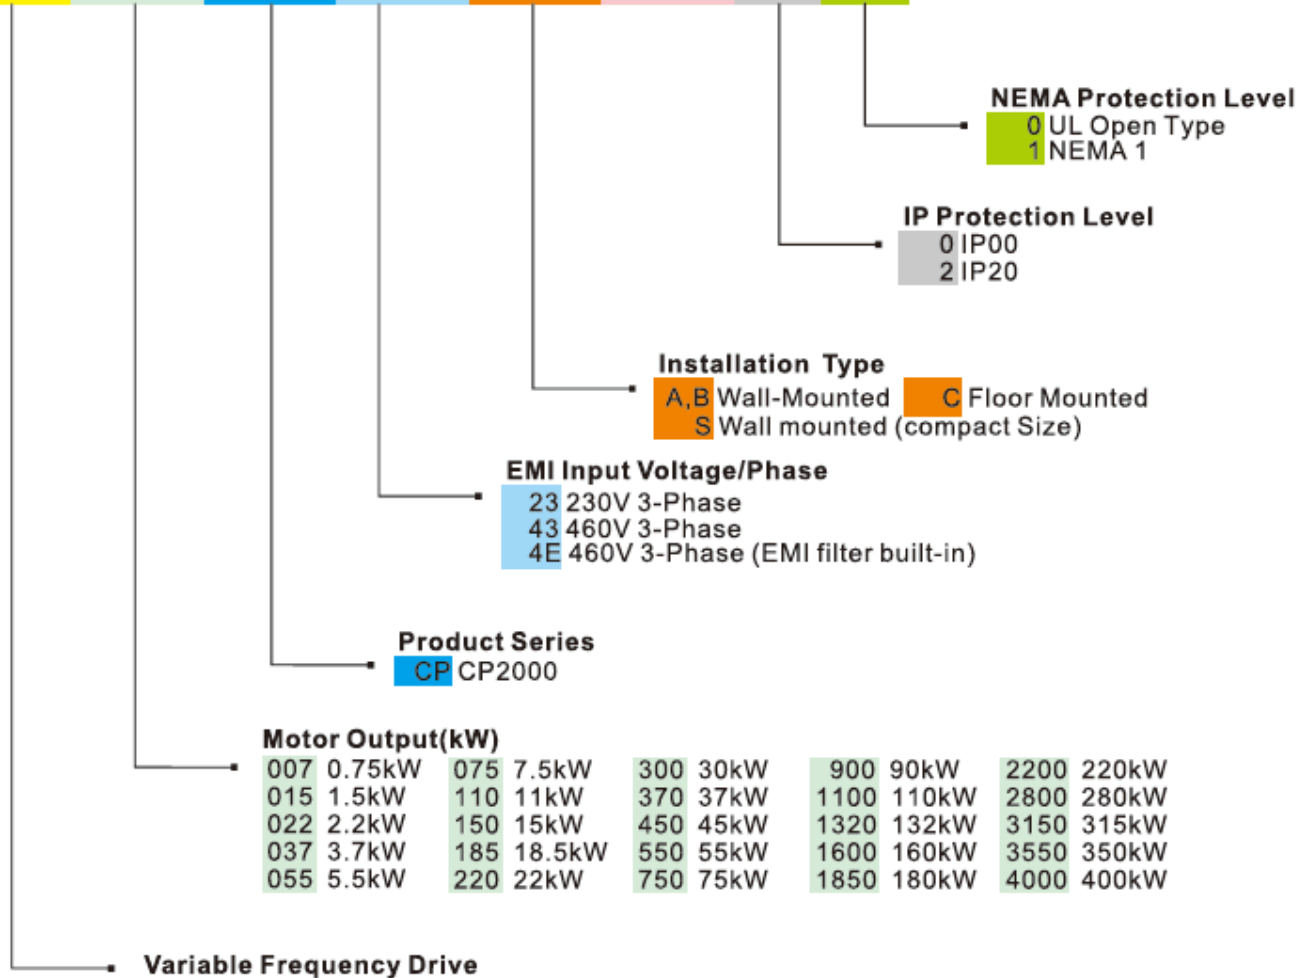 NEMA Protection Level
0 UL Open Type
1 NEMA 1
IP Protection Level
0 IP00
2 IP20
Installation Type
A,B Wall-Mounted C Floor Mounted
S Wall mounted (compact Size)
EMI Input Voltage/Phase
23 230V 3-Phase
43 460V 3-Phase
4E 460V 3-Phase (EMI filter built-in)
Product Series
CP CP2000
Motor Output(kW)
007 0.75kW 075 7.5kW 300 30kW 900 90kW 2200 220kW
015 1.5kW 110 11kW 370 37kW 1100 110kW 2800 280kW
022 2.2kW 150 15kW 450 45kW 1320 132kW 3150 315kW
037 3.7kW 185 18.5kW 550 55kW 1600 160kW 3550 350kW
055 5.5kW 220 22kW 750 75kW 1850 180kW 4000 400kW
Variable Frequency Drive